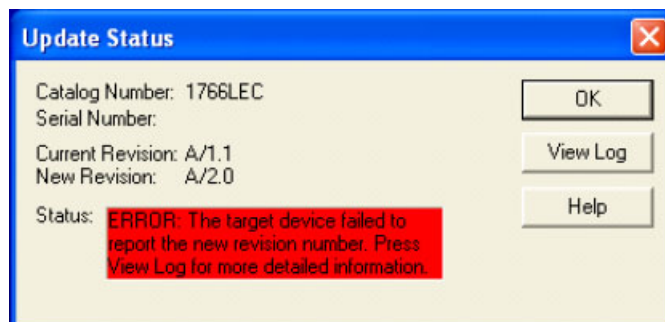 Update Status
Catalog Number: 1766LEC
Serial Number:
Current Revision: A/1.1
New Revision: A/2.0
Status: ERROR: The target device failed to
report the new revision number. Press
View Log for more detailed information.
OK
View Log
Help